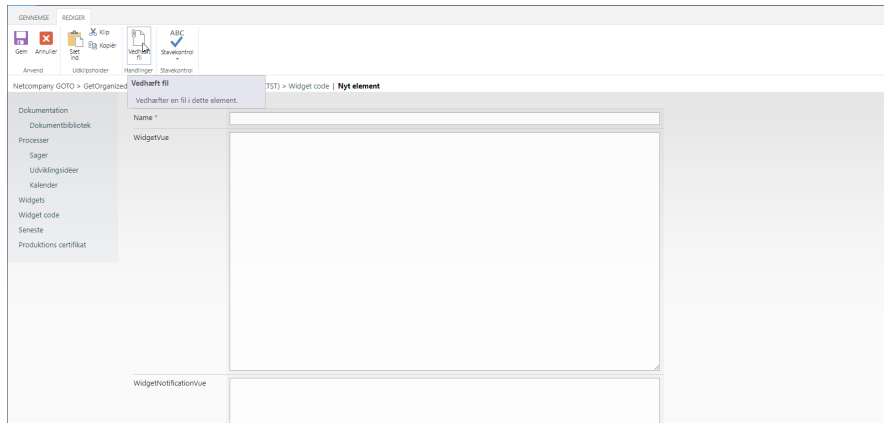 GENNEMSE REDIGER
Gem
Annuller
Sæt ind
Klip
Kopiér
Vedhæft fil
ABC
Stavekontrol
Anvend Udklipsholder Handlinger Stavekontrol
Netcompany GOTO > GetOrganized TST) > Widget code | Nyt element
Vedhæft fil
Vedhæfter en fil i dette element.
Dokumentation
Dokumentbibliotek
Processer
Sager
Udviklingsidéer
Kalender
Widgets
Widget code
Seneste
Produktions certifikat
Name *
WidgetVue
WidgetNotificationVue